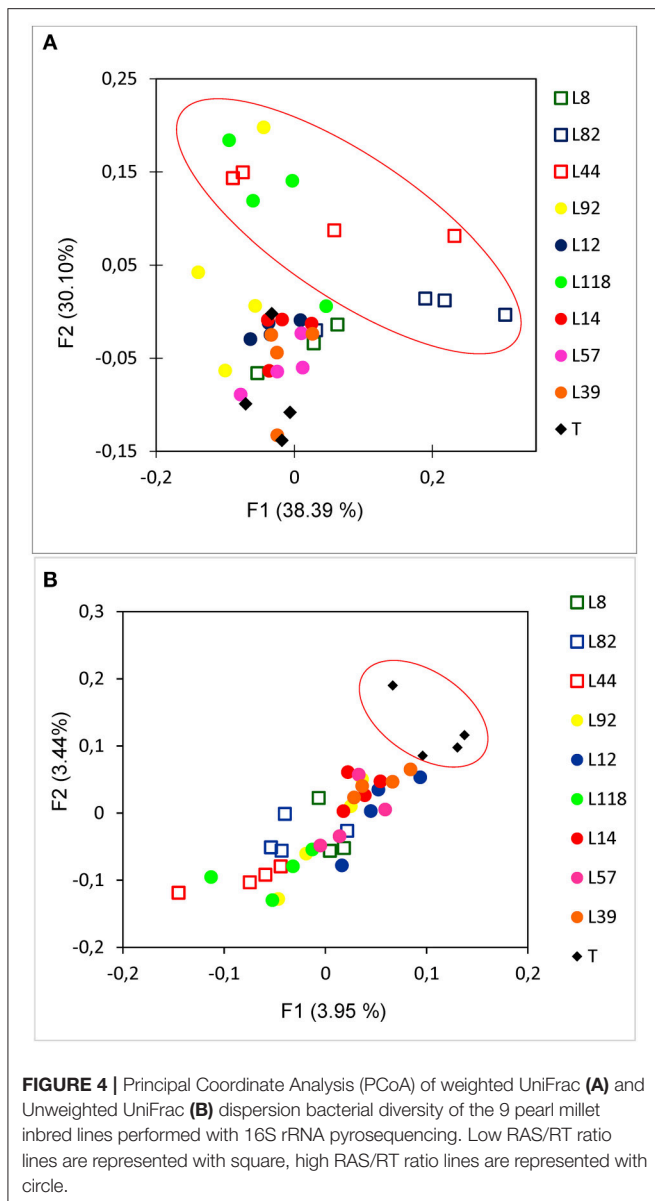 A
0,25
0,15
0,05
-0,05
-0,15
-0,2
0
0,2
F2 (30.10%)
F1 (38.39 %)
L8
L82
L44
L92
L12
L118
L14
L57
L39
T
B
0,3
0,2
0,1
0
-0,1
-0,2
-0,2
-0,1
0
0,1
0,2
F2 (3.44%)
F1 (3.95 %)
L8
L82
L44
L92
L12
L118
L14
L57
L39
T
FIGURE 4 | Principal Coordinate Analysis (PCoA) of weighted UniFrac (A) and
Unweighted UniFrac (B) dispersion bacterial diversity of the 9 pearl millet
inbred lines performed with 16S rRNA pyrosequencing. Low RAS/RT ratio
lines are represented with square, high RAS/RT ratio lines are represented with
circle.